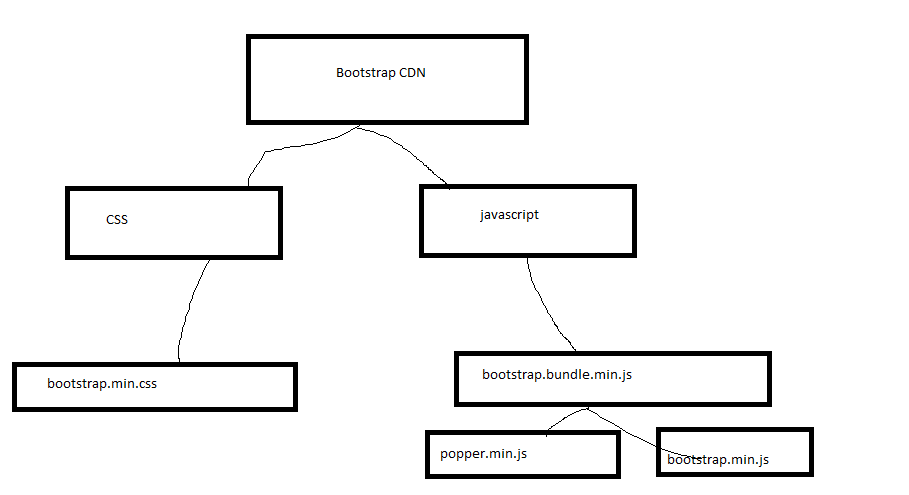 Bootstrap CDN
CSS
javascript
bootstrap.min.css
bootstrap.bundle.min.js
popper.min.js
bootstrap.min.js